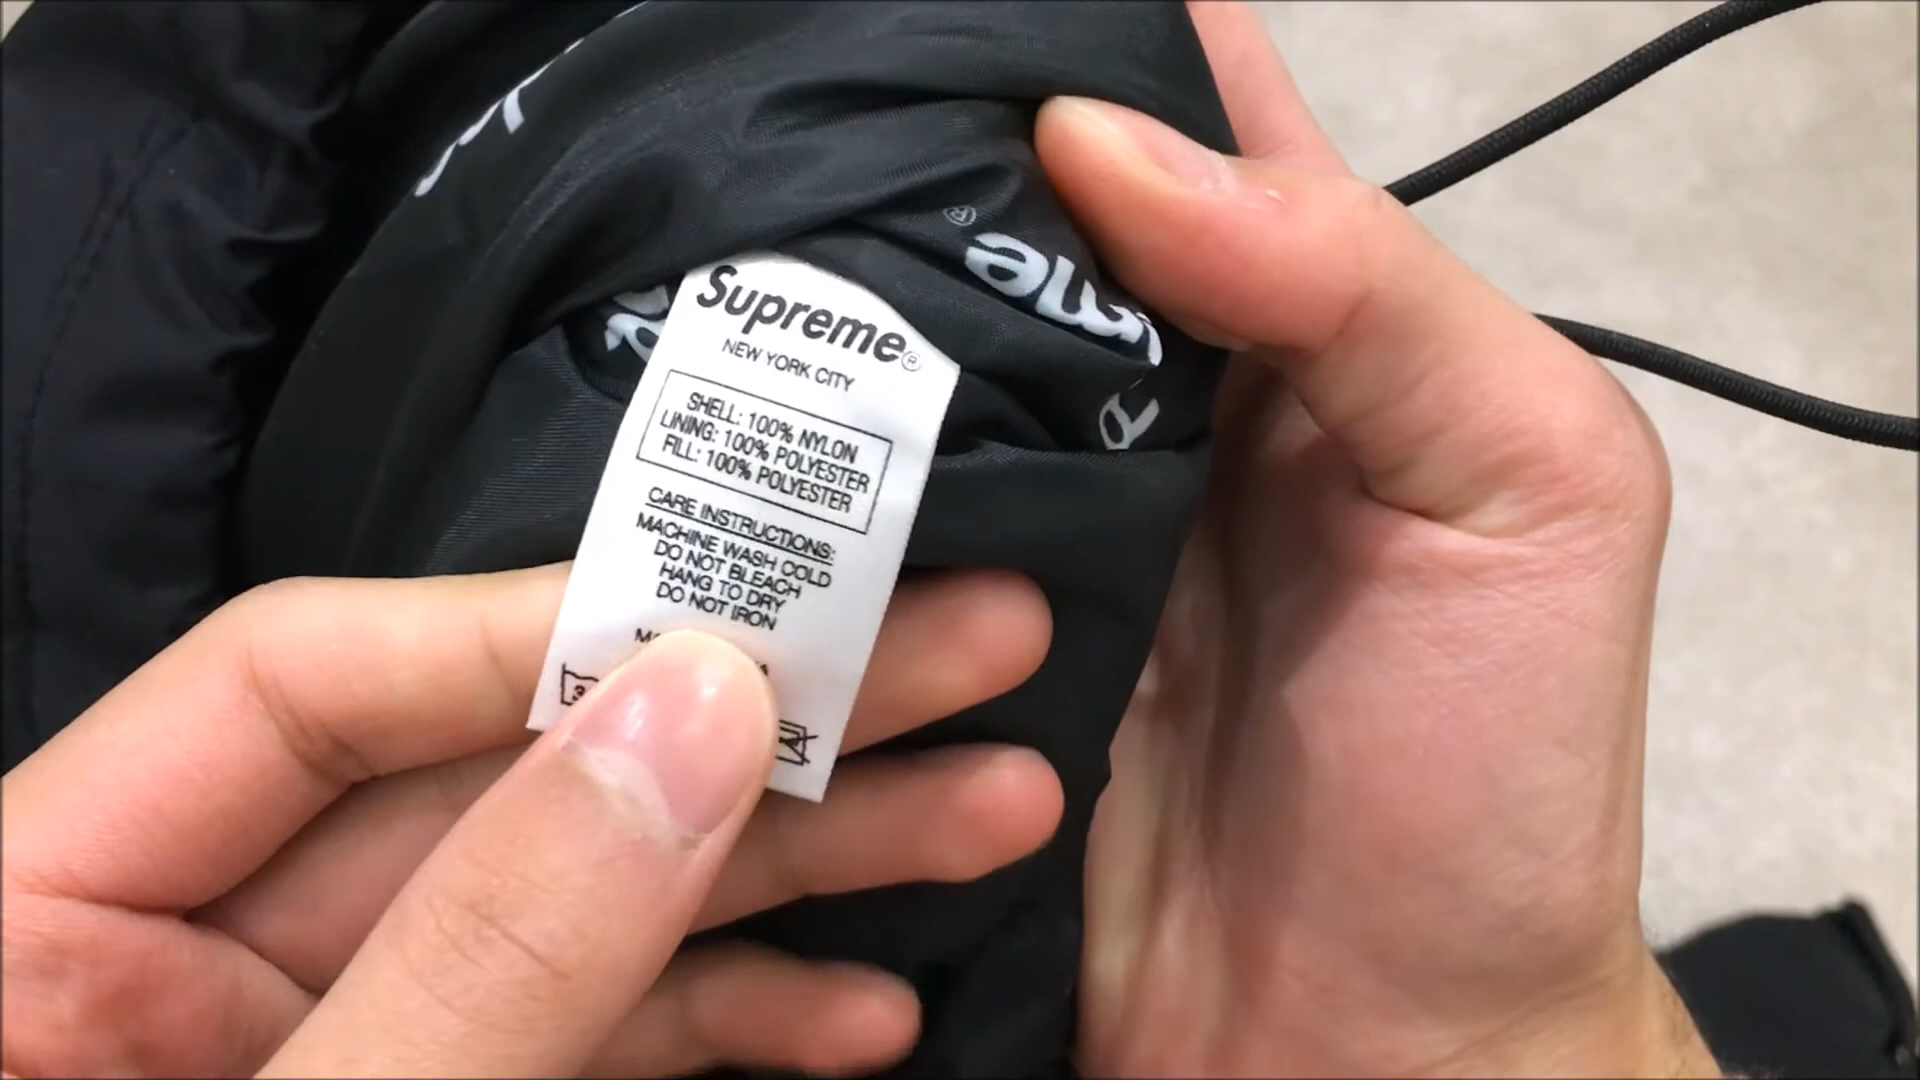 Supreme®
NEW YORK CITY
SHELL: 100% NYLON
LINING: 100% POLYESTER
FILL: 100% POLYESTER
CARE INSTRUCTIONS:
MACHINE WASH COLD
DO NOT BLEACH
HANG TO DRY
DO NOT IRON